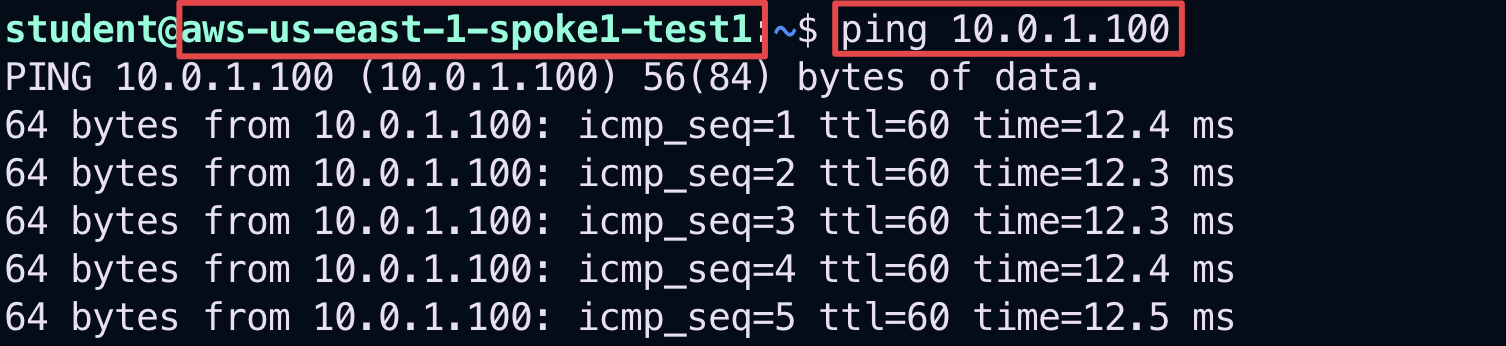 student@aws-us-east-1-spoke1-test1:~$ ping 10.0.1.100
PING 10.0.1.100 (10.0.1.100) 56(84) bytes of data.
64 bytes from 10.0.1.100: icmp_seq=1 ttl=60 time=12.4 ms
64 bytes from 10.0.1.100: icmp_seq=2 ttl=60 time=12.3 ms
64 bytes from 10.0.1.100: icmp_seq=3 ttl=60 time=12.3 ms
64 bytes from 10.0.1.100: icmp_seq=4 ttl=60 time=12.4 ms
64 bytes from 10.0.1.100: icmp_seq=5 ttl=60 time=12.5 ms